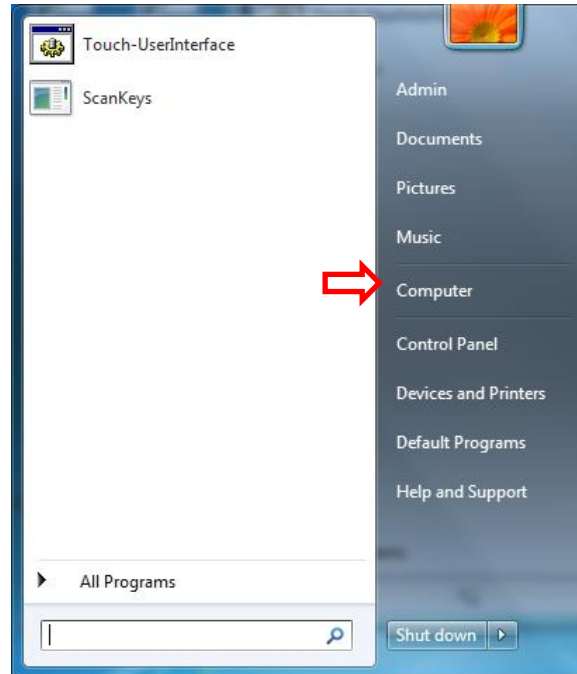 Touch-UserInterface
ScanKeys
All Programs
Admin
Documents
Pictures
Music
Computer
Control Panel
Devices and Printers
Default Programs
Help and Support
Shut down